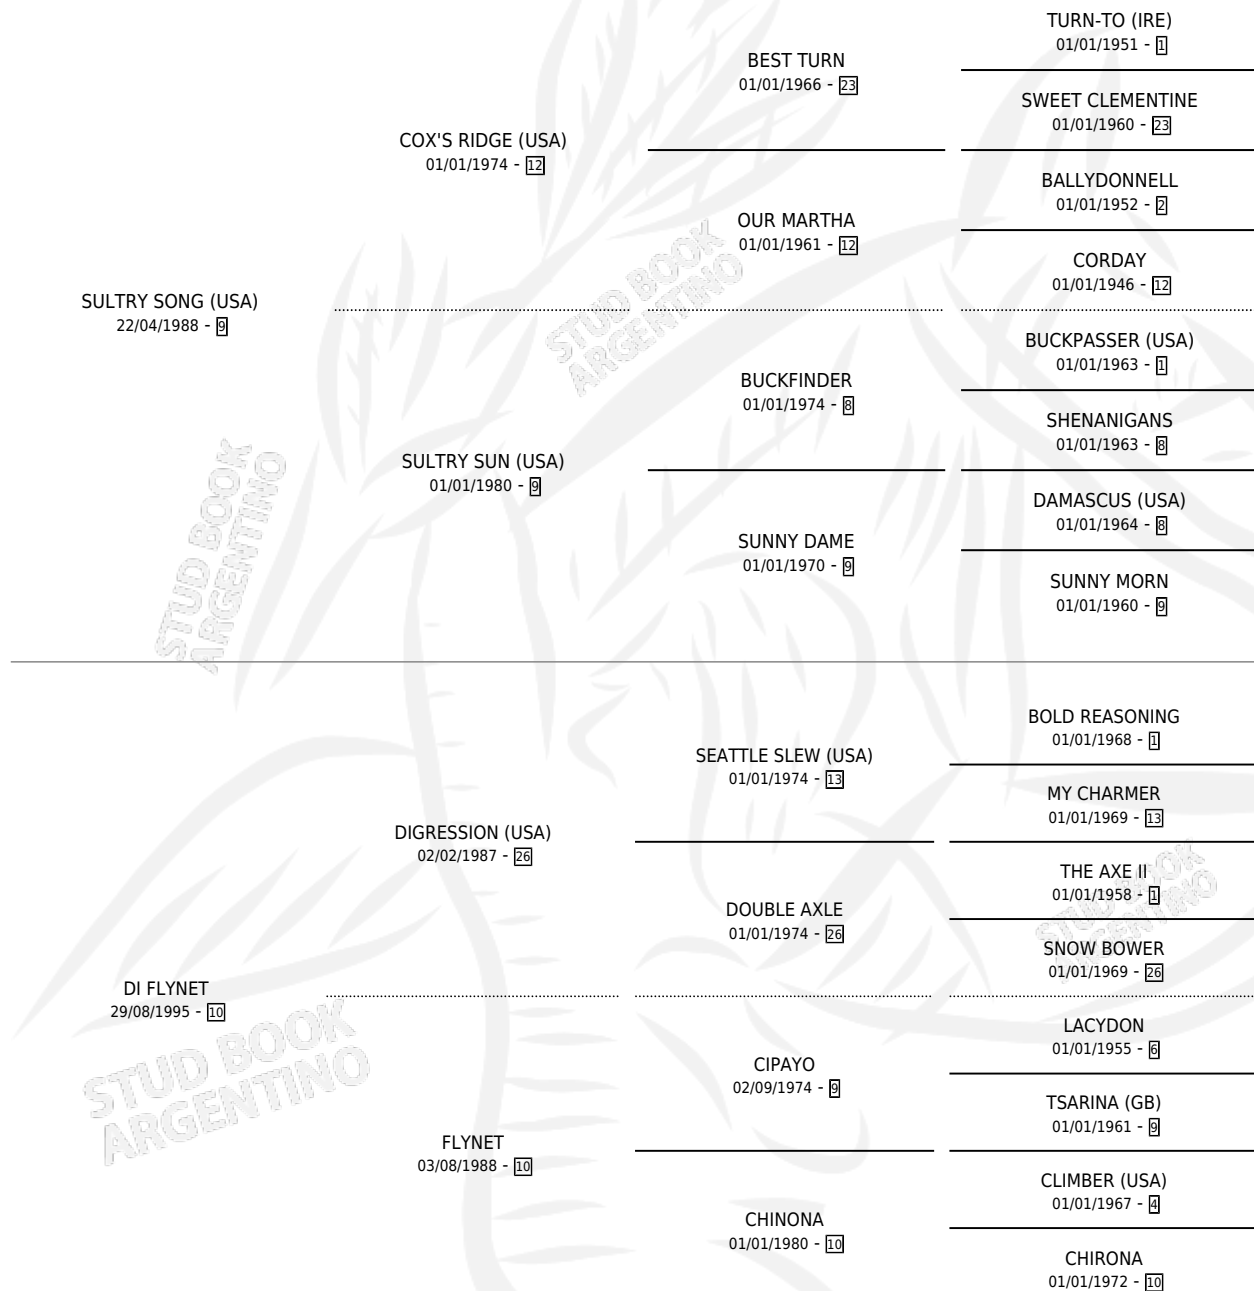 TURN-TO (IRE)
01/01/1951 - 1
BEST TURN
01/01/1966 - 23
SWEET CLEMENTINE
01/01/1960 - 23
COX'S RIDGE (USA)
01/01/1974 - 12
BALLYDONNELL
01/01/1952 - 2
OUR MARTHA
01/01/1961 - 12
CORDAY
01/01/1946 - 12
SULTRY SONG (USA)
22/04/1988 - 9
BUCKPASSER (USA)
01/01/1963 - 1
BUCKFINDER
01/01/1974 - 8
SHENANIGANS
01/01/1963 - 8
SULTRY SUN (USA)
01/01/1980 - 9
DAMASCUS (USA)
01/01/1964 - 8
SUNNY DAME
01/01/1970 - 9
SUNNY MORN
01/01/1960 - 9
BOLD REASONING
01/01/1968 - 1
SEATTLE SLEW (USA)
01/01/1974 - 13
MY CHARMER
01/01/1969 - 13
DIGRESSION (USA)
02/02/1987 - 26
THE AXE II
01/01/1958 - 1
DOUBLE AXLE
01/01/1974 - 26
SNOW BOWER
01/01/1969 - 26
DI FLYNET
29/08/1995 - 10
LACYDON
01/01/1955 - 6
CIPAYO
02/09/1974 - 9
TSARINA (GB)
01/01/1961 - 9
FLYNET
03/08/1988 - 10
CLIMBER (USA)
01/01/1967 - 4
CHINONA
01/01/1980 - 10
CHIRONA
01/01/1972 - 10
STUD BOOK
ARGENTINO
STUD BOOK
ARGENTINO
STUD BOOK
ARGENTINO
STUD BOOK
ARGENTINO